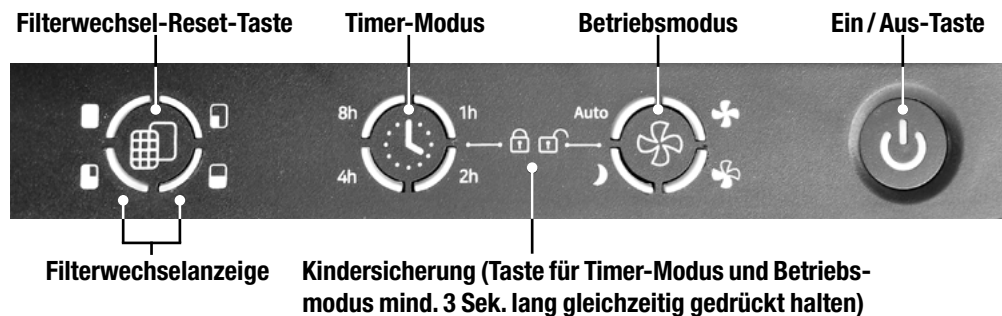 Filterwechsel-Reset-Taste
Timer-Modus
Betriebsmodus
Ein / Aus-Taste
8h
1h
4h
2h
Auto
Filterwechselanzeige
Kindersicherung (Taste für Timer-Modus und Betriebs-
modus mind. 3 Sek. lang gleichzeitig gedrückt halten)